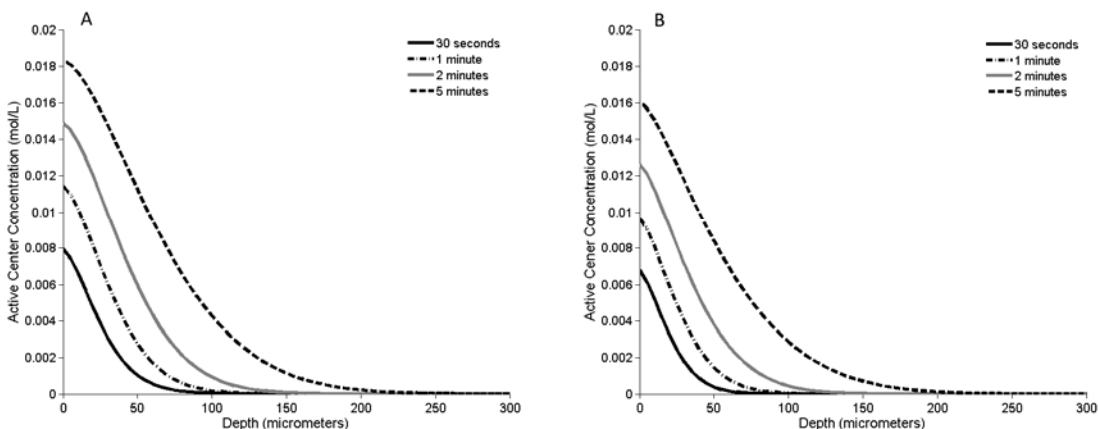 A
Active Center Concentration (mol/L)
0.02
0.018
0.016
0.014
0.012
0.01
0.008
0.006
0.004
0.002
0
0
50
100
150
200
250
300
Depth (micrometers)
30 seconds
1 minute
2 minutes
5 minutes
B
Active Cener Concentration (mol/L)
0.02
0.018
0.016
0.014
0.012
0.01
0.008
0.006
0.004
0.002
0
0
50
100
150
200
250
300
Depth (micrometers)
30 seconds
1 minute
2 minutes
5 minutes